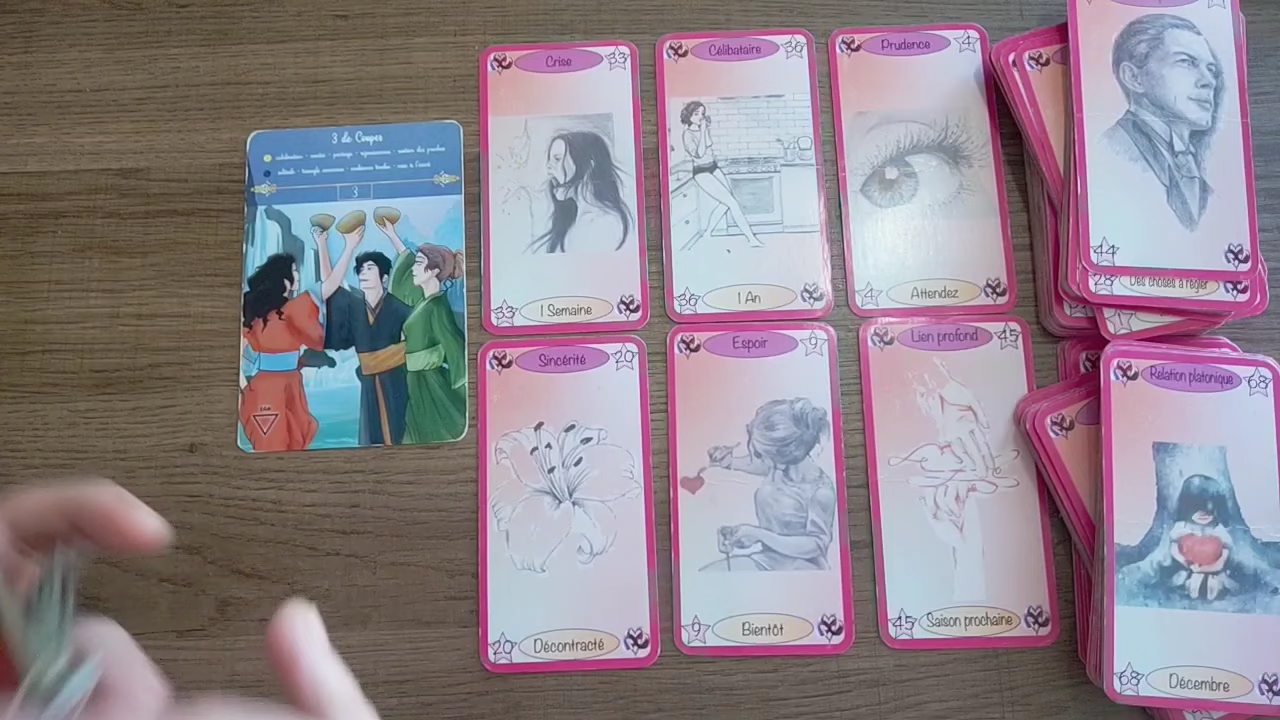 3 de Coupes
3
Crise
33
33
1 Semaine
Célibataire
36
36
1 An
Prudence
4
4
Attendez
44
Des choses à régler
Sincérité
20
20
Décontracté
Espoir
9
9
Bientôt
Lien profond
45
45
Saison prochaine
Relation platonique
68
68
Décembre